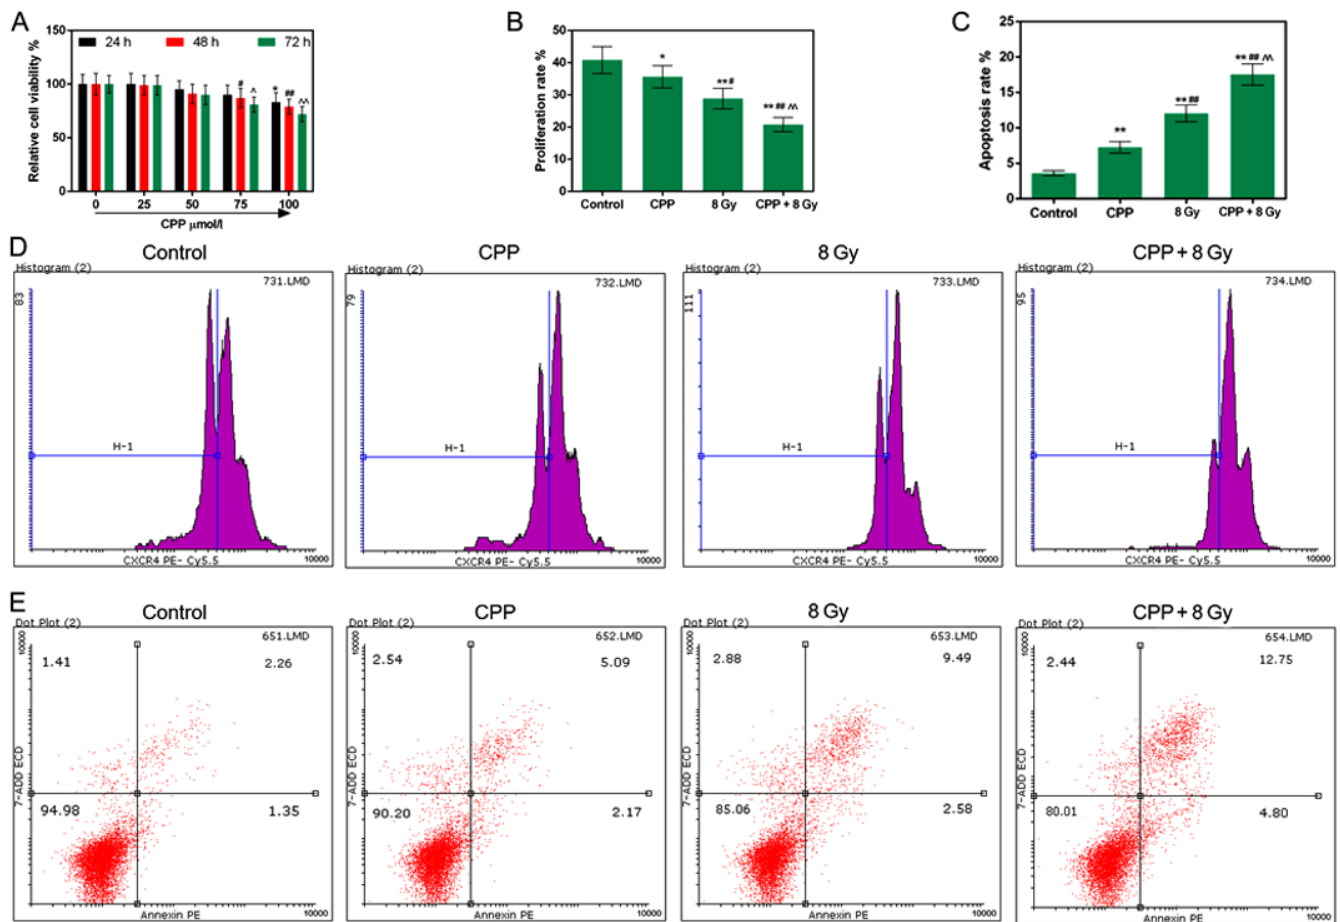 A
Relative cell viability %
150
100
50
0
24 h 48 h 72 h
# ^ * ## ^^
0 25 50 75 100
CPP μmol/l
B
Proliferation rate %
50
40
30
20
10
0
*
** #
** ## ^^
Control CPP 8 Gy CPP + 8 Gy
C
Apoptosis rate %
25
20
15
10
5
0
**
** ##
** ## ^^
Control CPP 8 Gy CPP + 8 Gy
D
Control
Histogram (2)
731.LMD
83
H-1
CXCR4 PE- Cy5.5
10000
CPP
Histogram (2)
732.LMD
79
H-1
CXCR4 PE- Cy5.5
10000
8 Gy
Histogram (2)
733.LMD
111
H-1
CXCR4 PE- Cy5.5
10000
CPP + 8 Gy
Histogram (2)
734.LMD
95
H-1
CXCR4 PE- Cy5.5
10000
E
Control
Dot Plot (2)
651.LMD
10000
1.41 2.26
7-ADD ECD
94.98 1.35
Annexin PE
10000
CPP
Dot Plot (2)
652.LMD
10000
2.54 5.09
7-ADD ECD
90.20 2.17
Annexin PE
10000
8 Gy
Dot Plot (2)
653.LMD
10000
2.88 9.49
7-ADD ECD
85.06 2.58
Annexin PE
10000
CPP + 8 Gy
Dot Plot (2)
654.LMD
10000
2.44 12.75
7-ADD ECD
80.01 4.80
Annexin PE
10000